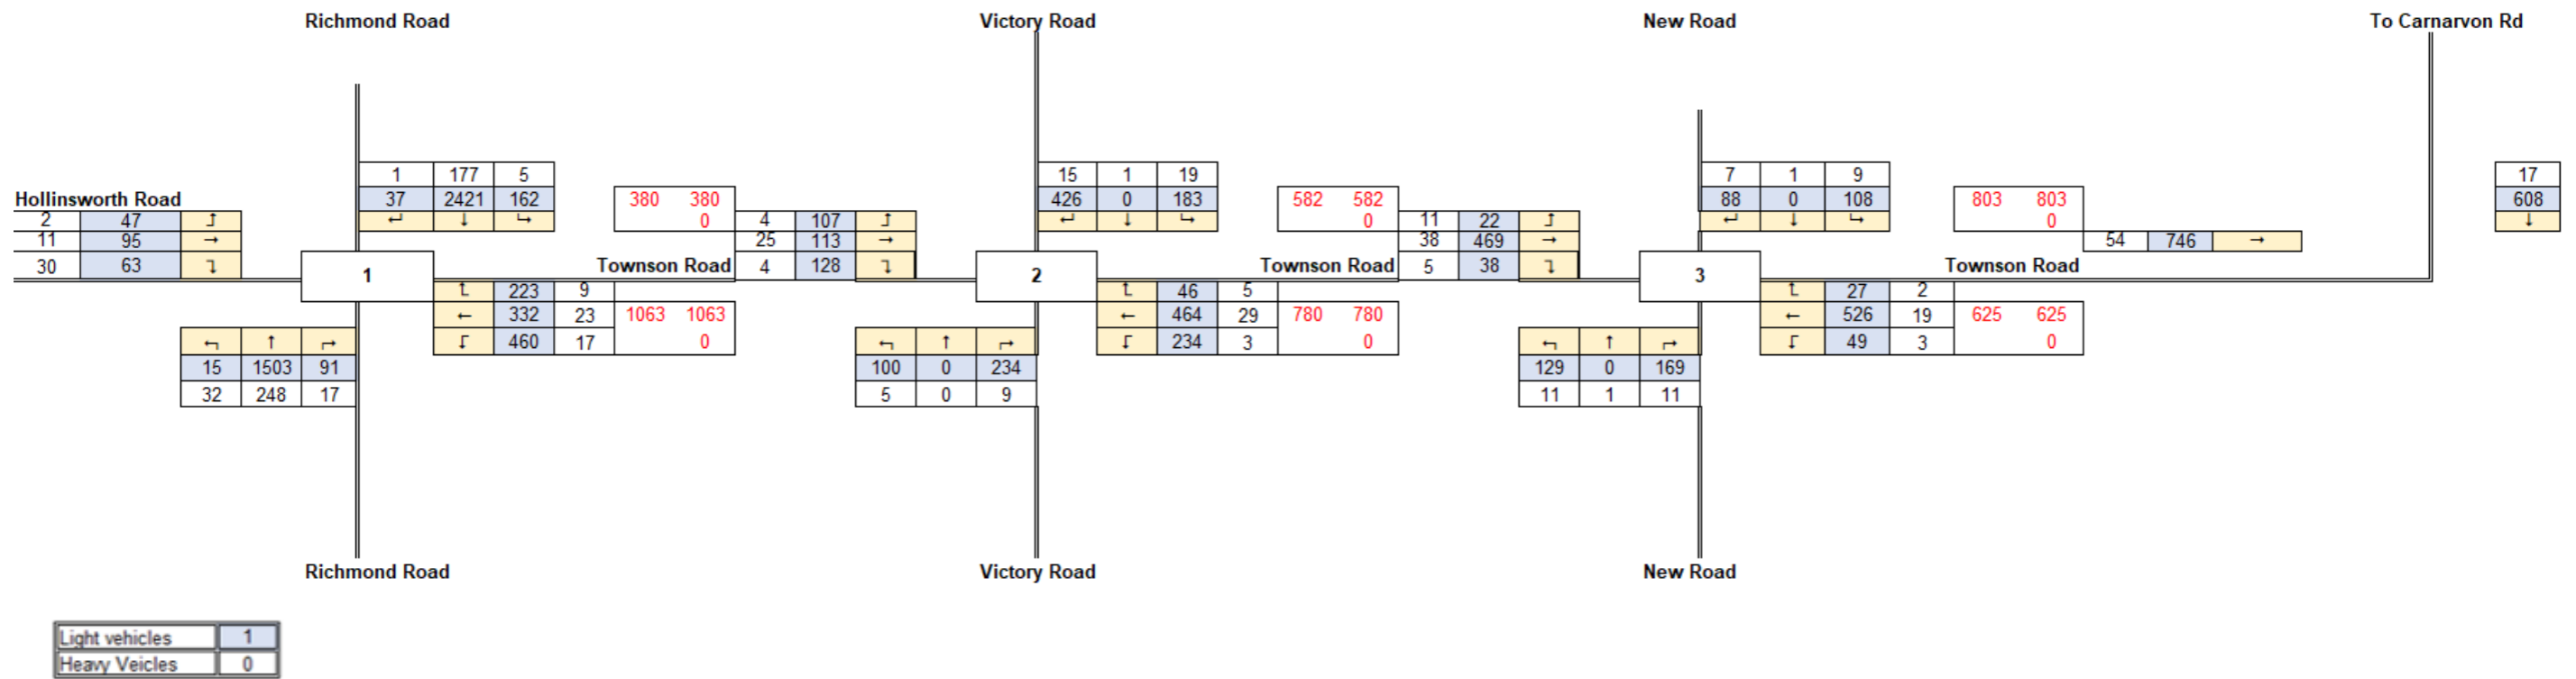 Richmond Road Victory Road New Road To Carnarvon Rd
1 177 5 15 1 19 7 1 9 17
Hollinsworth Road 37 2421 162 380 380 426 0 183 582 582 88 0 108 803 803 608
2 47 ↵ ↓ ↳ 0 4 107 ↵ ↓ ↳ 0 11 22 ↵ ↓ ↳ 0 ↓
11 95 → 25 113 → 38 469 → 54 746 →
30 63 1 Townson Road 4 128 2 Townson Road 5 38 3 Townson Road
223 9 46 5 27 2
← 332 23 1063 1063 ← 464 29 780 780 ← 526 19 625 625
↰ ↑ ↱ 460 17 0 ↰ ↑ ↱ 234 3 0 ↰ ↑ ↱ 49 3 0
15 1503 91 100 0 234 129 0 169
32 248 17 5 0 9 11 1 11
Richmond Road Victory Road New Road
Light vehicles 1
Heavy Veicles 0